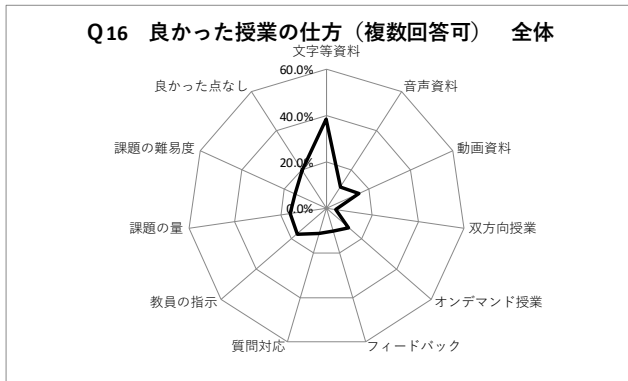 Q16　良かった授業の仕方（複数回答可）　全体
文字等資料
60.0%
良かった点なし
音声資料
40.0%
課題の難易度
動画資料
20.0%
0.0%
課題の量
双方向授業
教員の指示
オンデマンド授業
質問対応
フィードバック